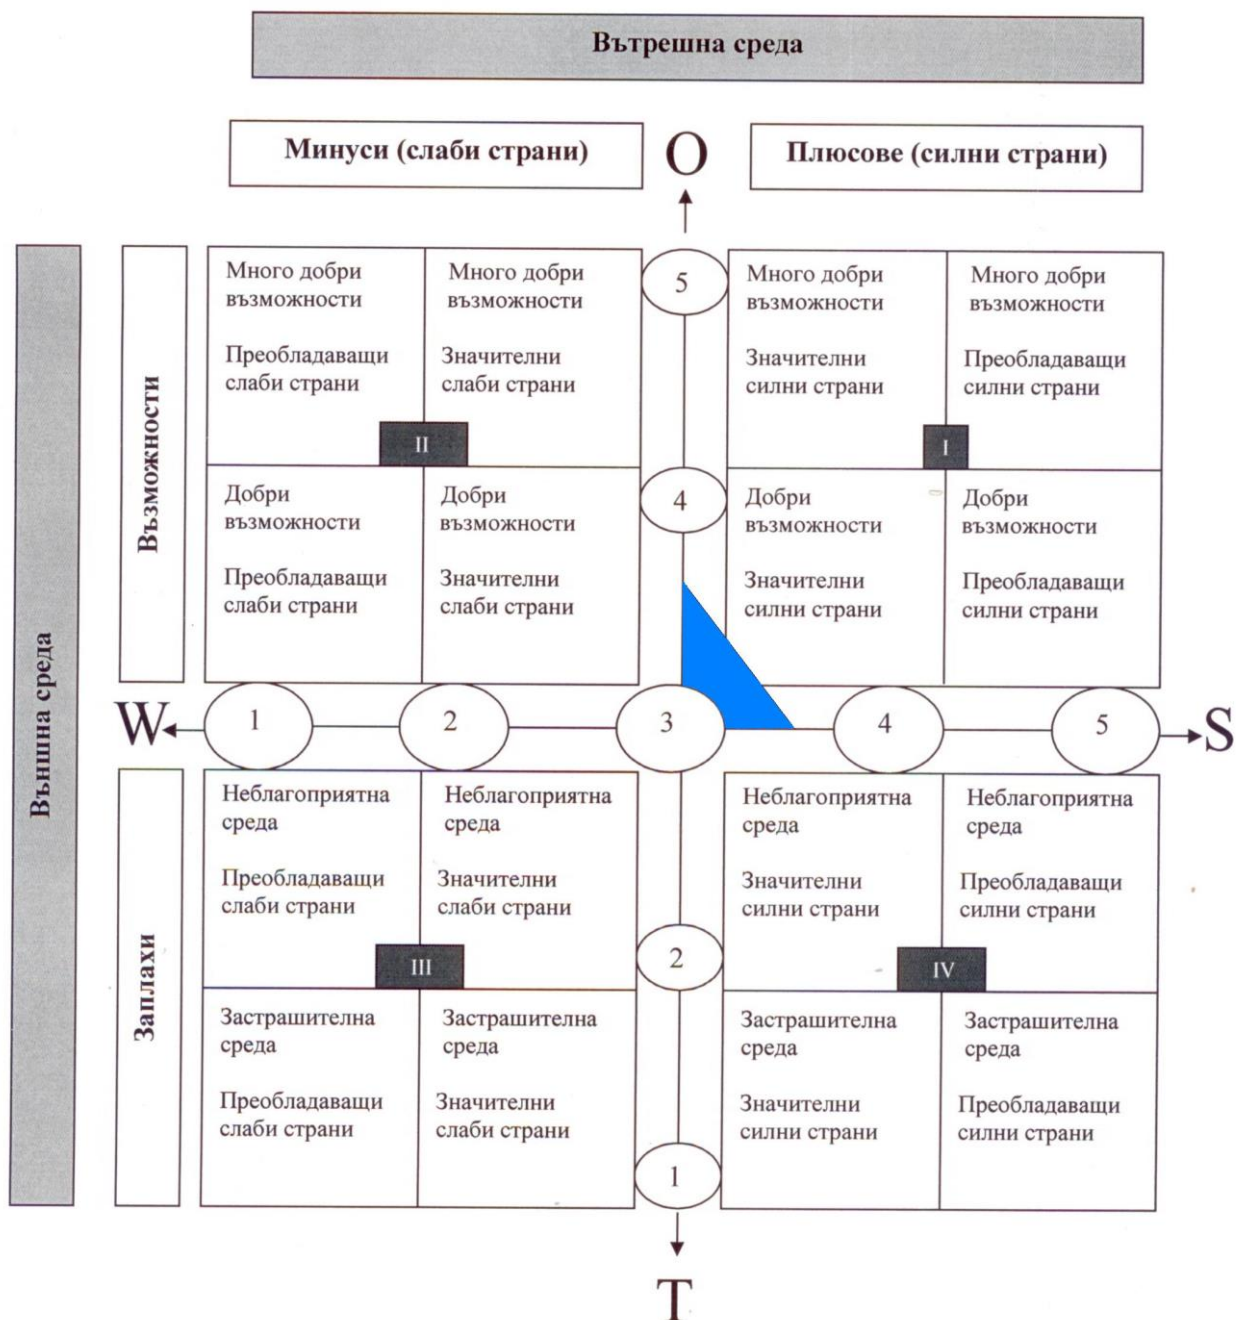 Вътрешна среда
Минуси (слаби страни)
O
Плюсове (силни страни)
Външна среда
Възможности
Много добри
възможности
Преобладаващи
слаби страни
Много добри
възможности
Значителни
слаби страни
II
5
Много добри
възможности
Значителни
силни страни
Много добри
възможности
Преобладаващи
силни страни
I
Добри
възможности
Преобладаващи
слаби страни
Добри
възможности
Значителни
слаби страни
4
Добри
възможности
Значителни
силни страни
Добри
възможности
Преобладаващи
силни страни
W
1
2
3
4
5
S
Заплахи
Неблагоприятна
среда
Преобладаващи
слаби страни
Неблагоприятна
среда
Значителни
слаби страни
III
2
Неблагоприятна
среда
Значителни
силни страни
Неблагоприятна
среда
Преобладаващи
силни страни
IV
Застрашителна
среда
Преобладаващи
слаби страни
Застрашителна
среда
Значителни
слаби страни
1
Застрашителна
среда
Значителни
силни страни
Застрашителна
среда
Преобладаващи
силни страни
T